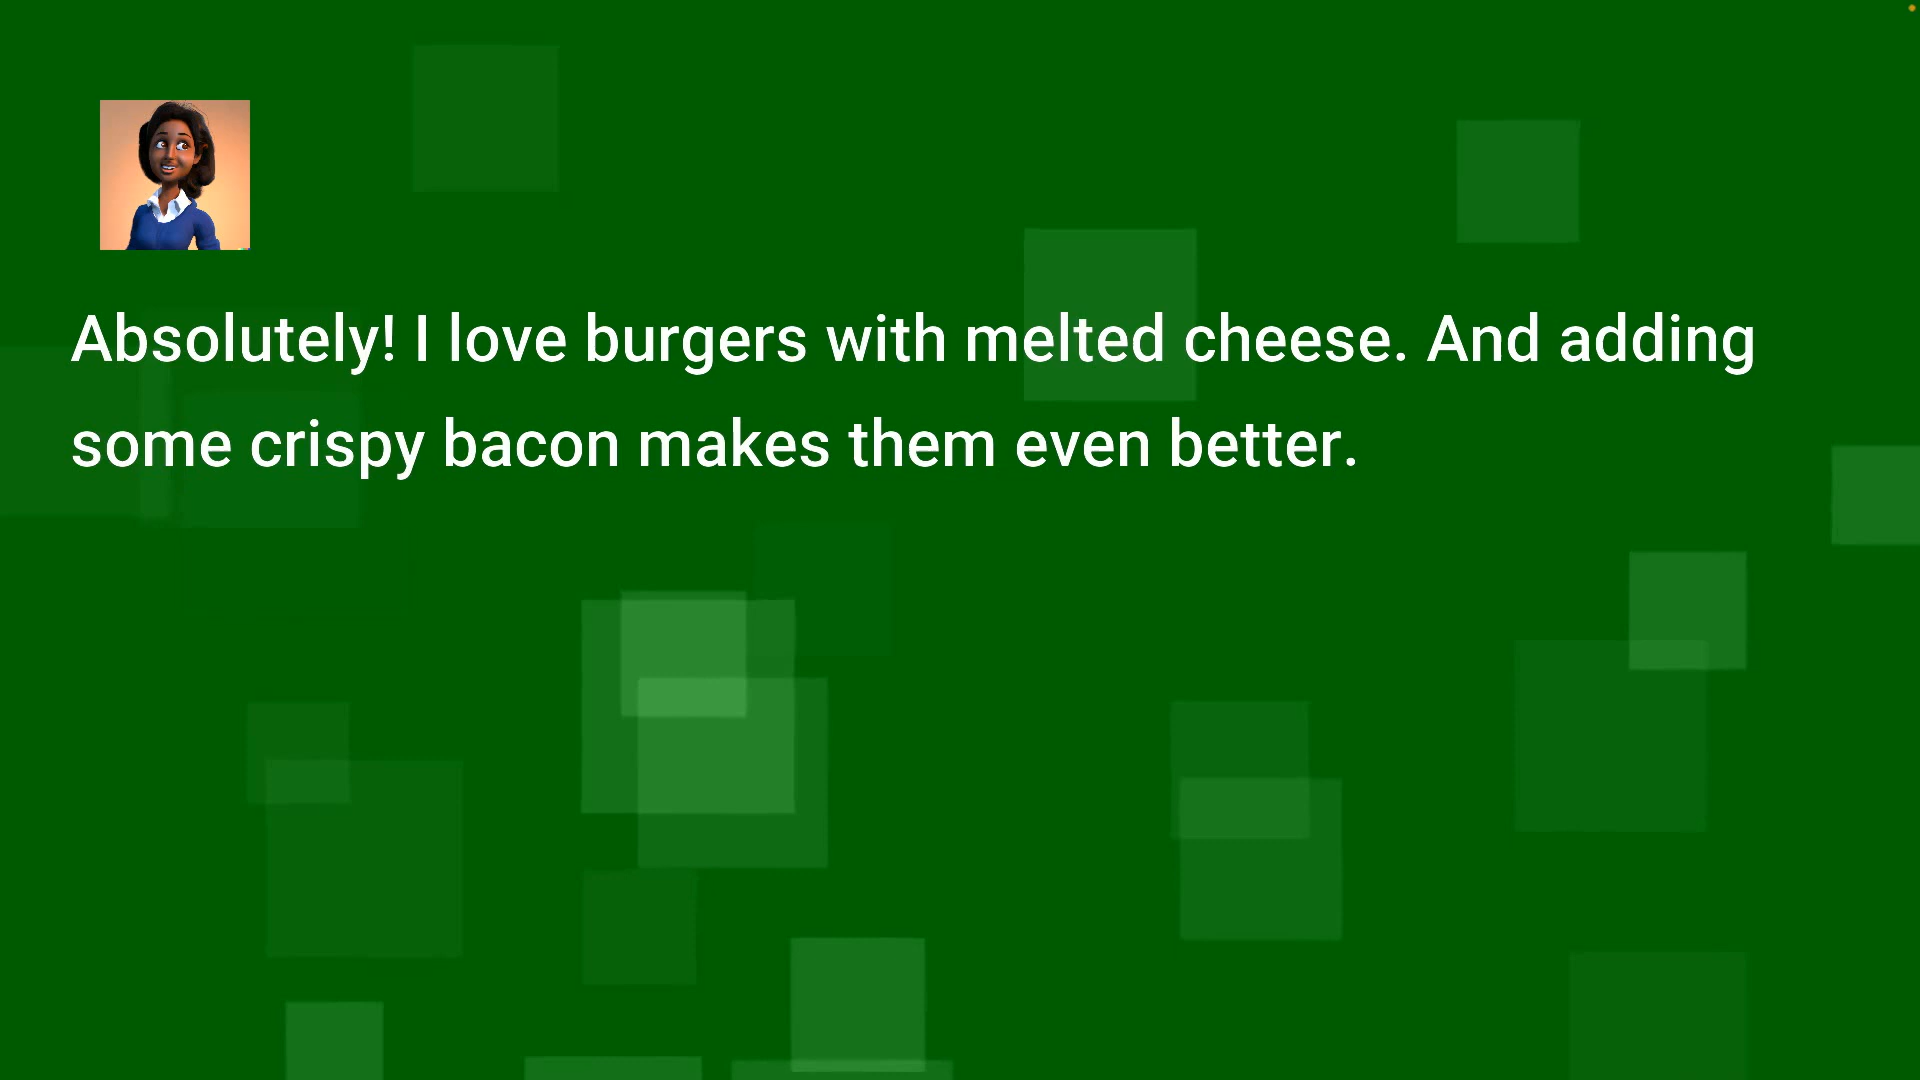 Absolutely! I love burgers with melted cheese. And adding
some crispy bacon makes them even better.